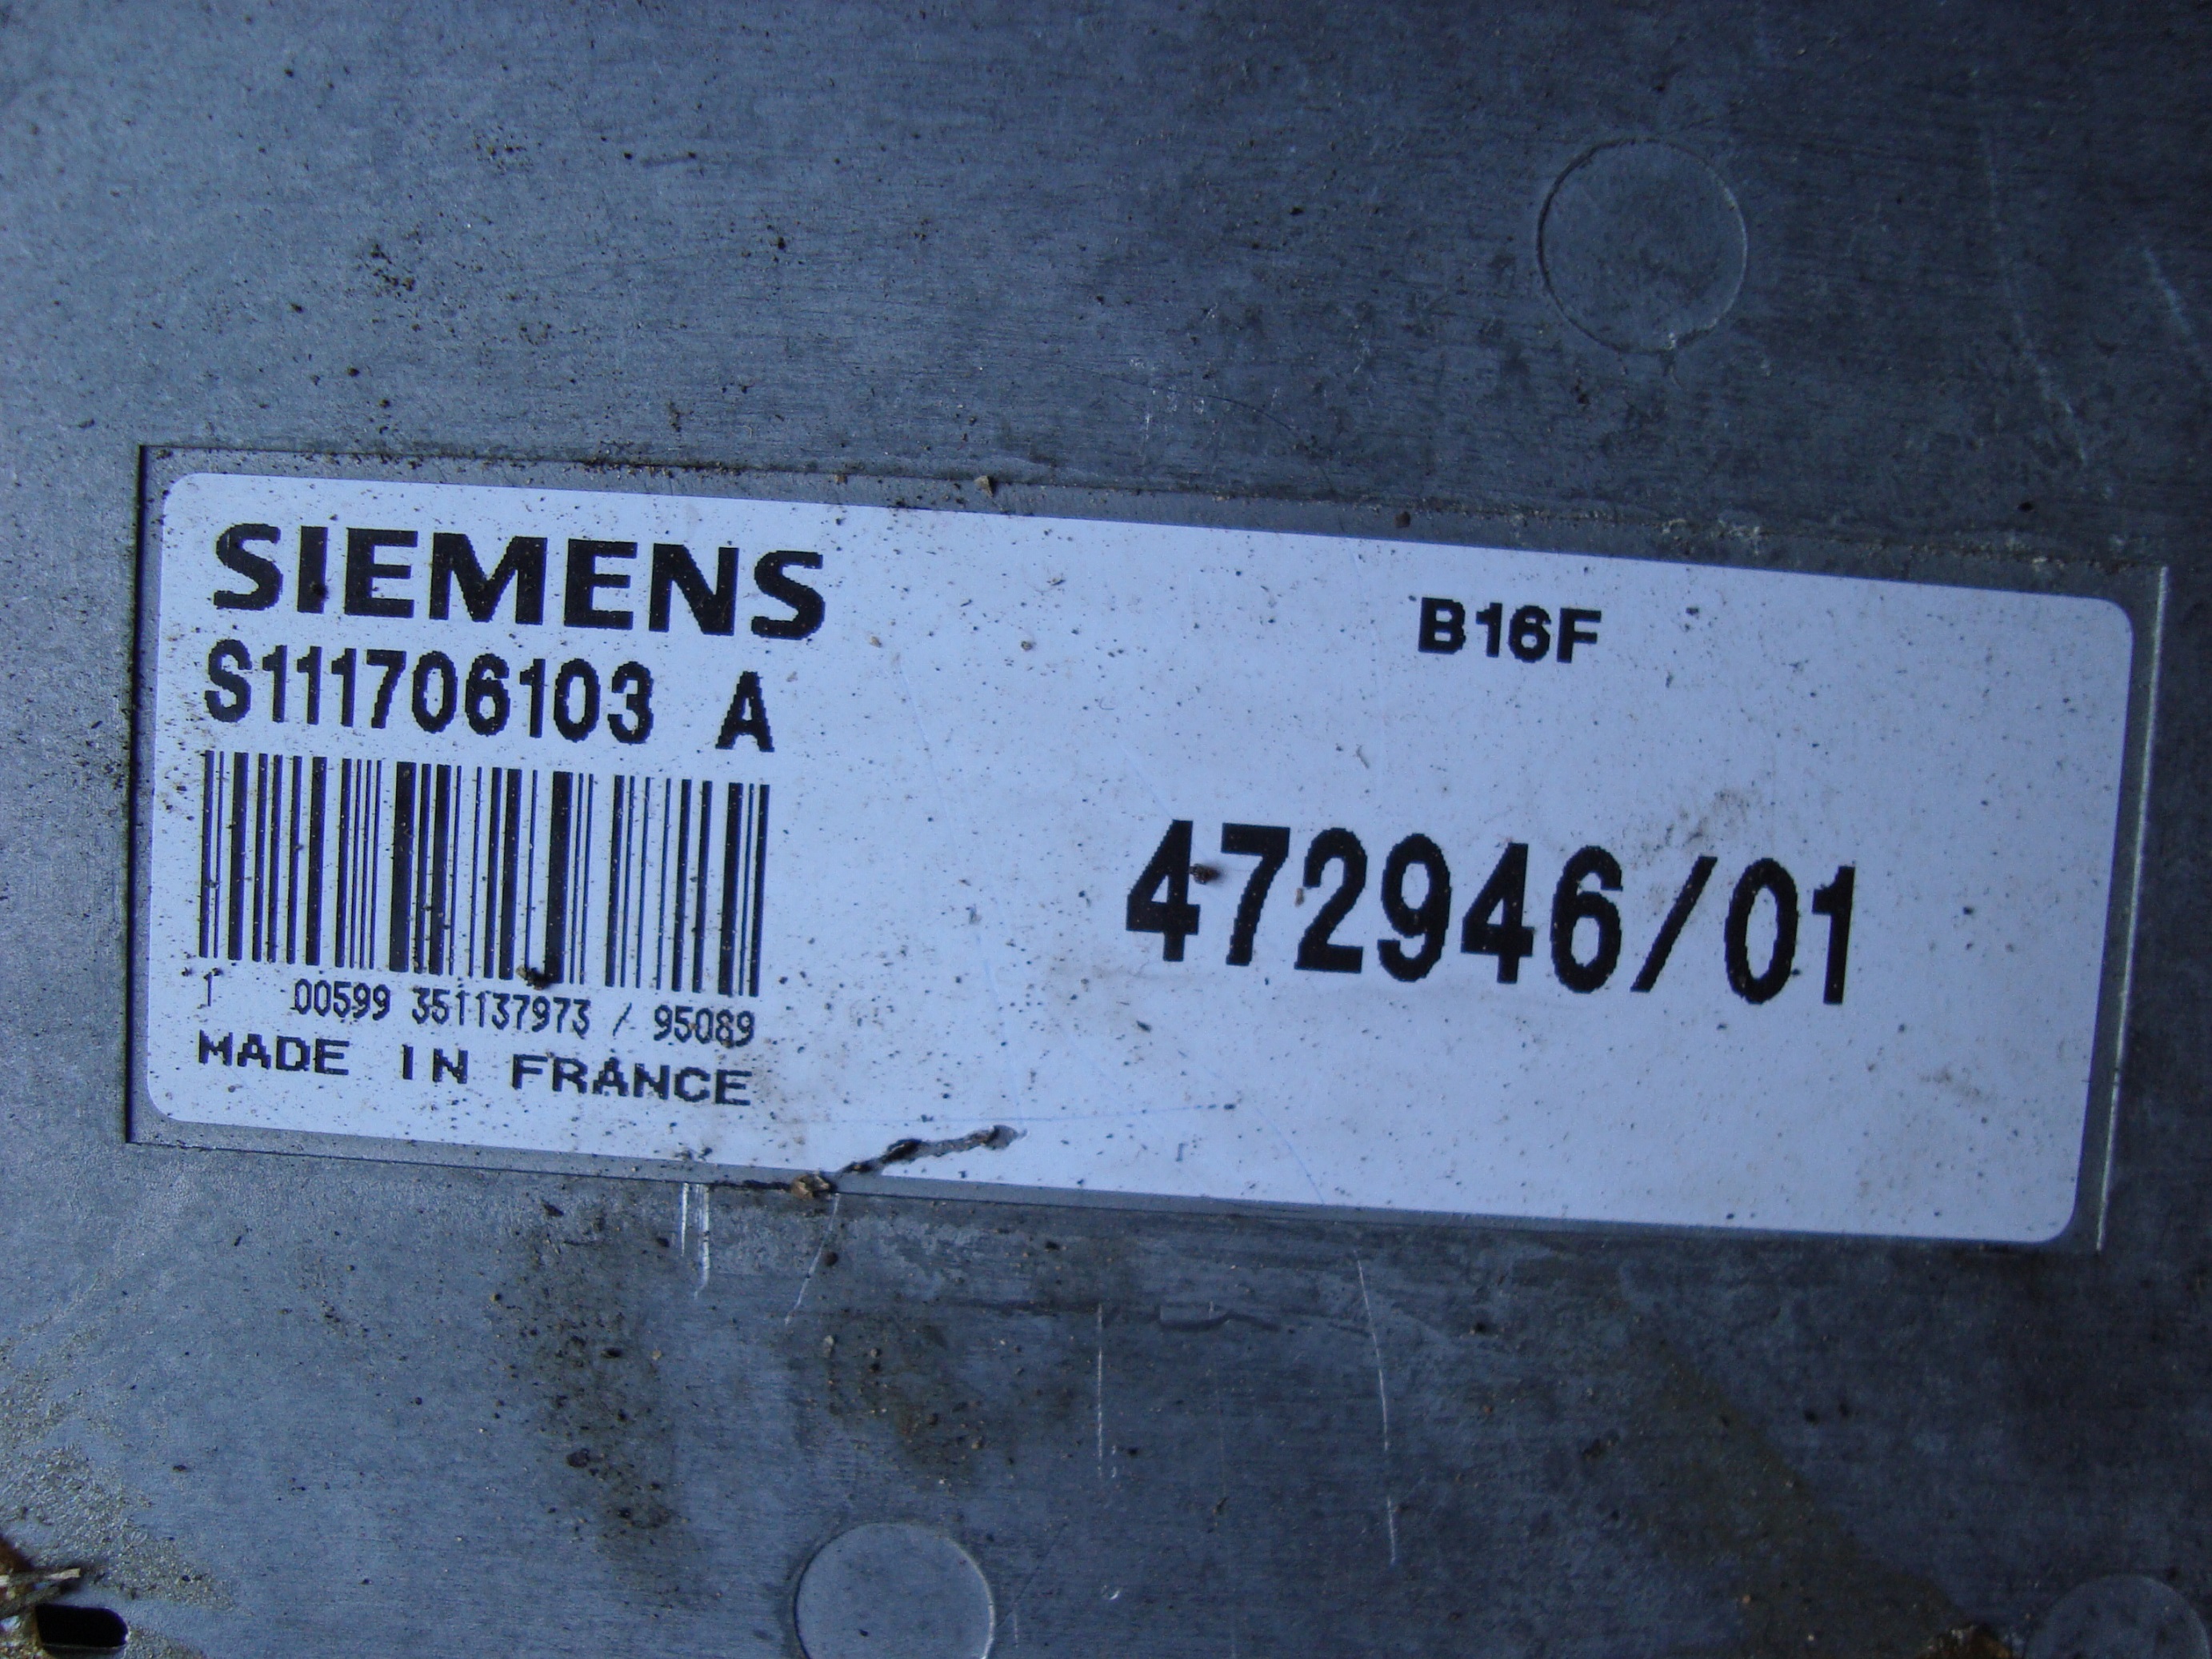 SIEMENS
S111706103 A
1 00599 351137973 / 95089
MADE IN FRANCE
B16F
472946/01